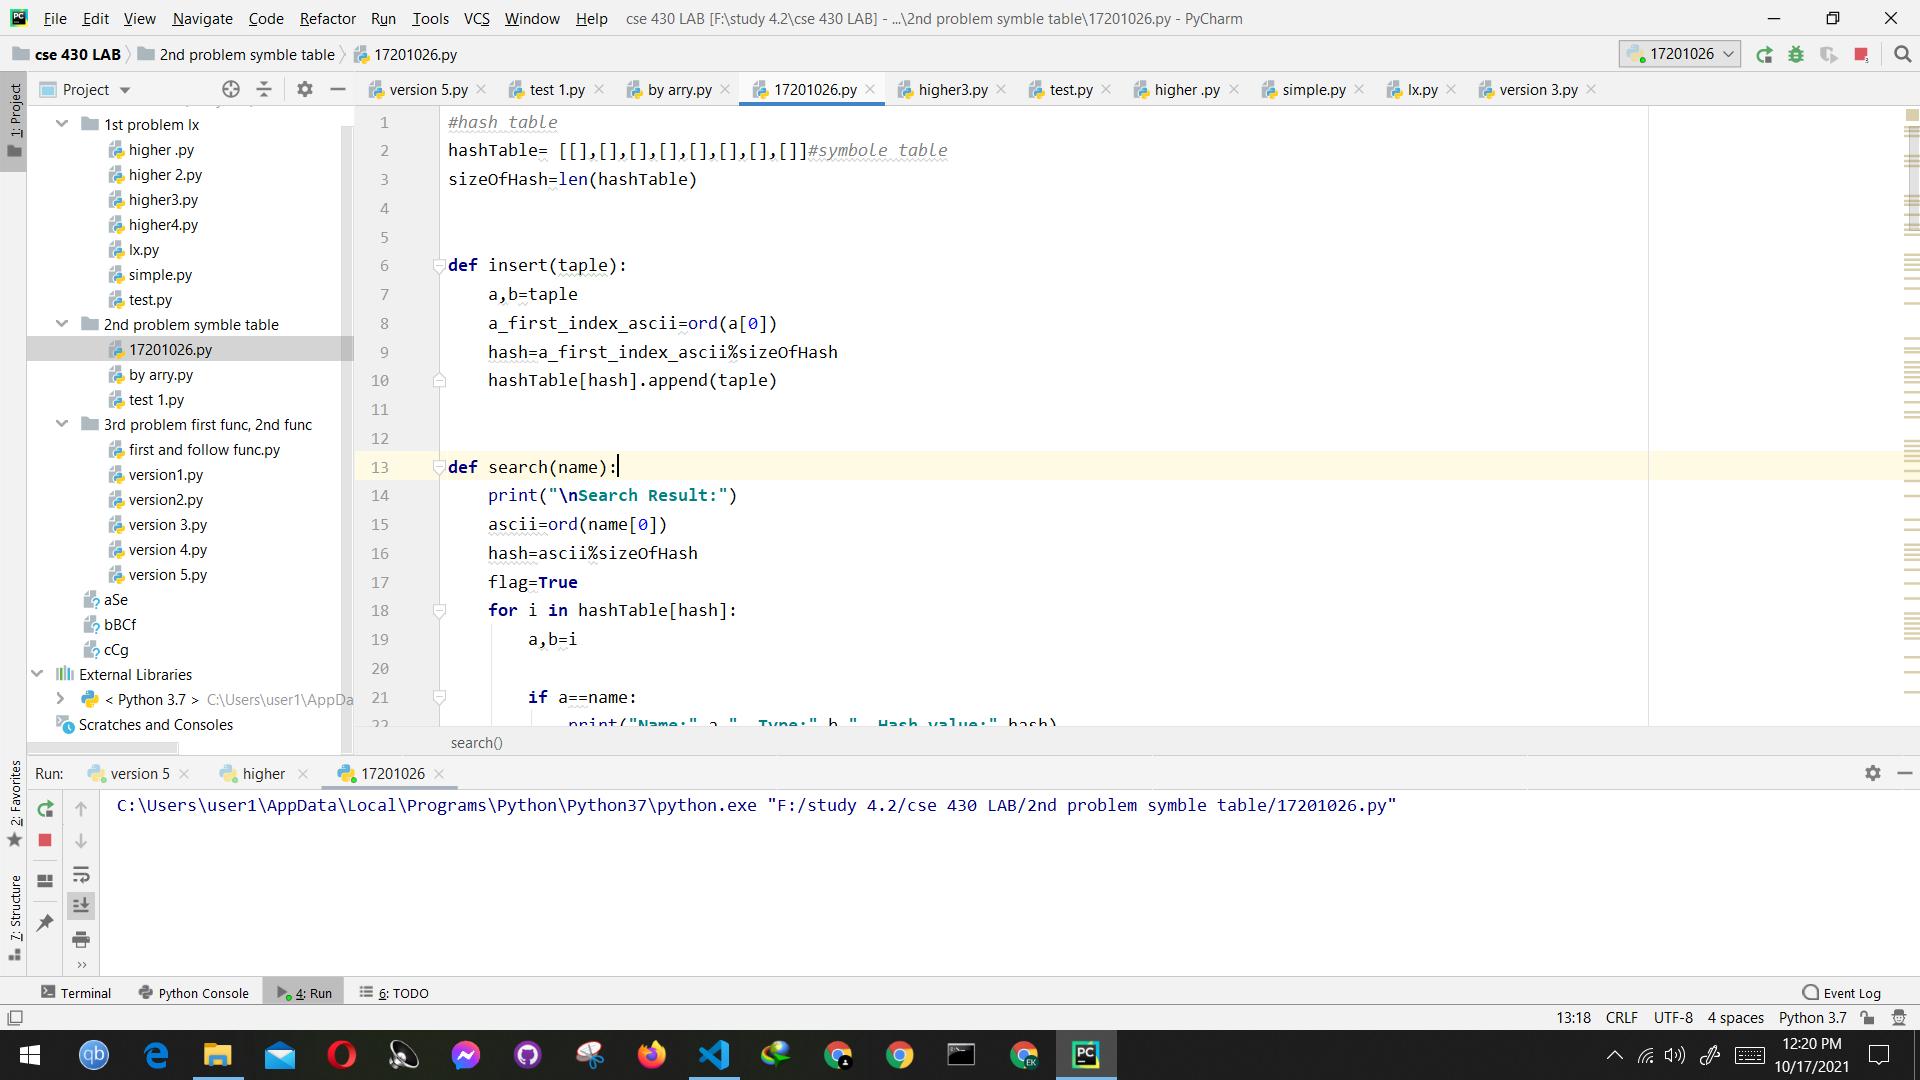 File Edit View Navigate Code Refactor Run Tools VCS Window Help cse 430 LAB [F:\study 4.2\cse 430 LAB] - ...\2nd problem symble table\17201026.py - PyCharm
cse 430 LAB 2nd problem symble table 17201026.py 17201026
1: Project
Project
version 5.py test 1.py by arry.py 17201026.py higher3.py test.py higher .py simple.py lx.py version 3.py
1st problem lx
higher .py
higher 2.py
higher3.py
higher4.py
lx.py
simple.py
test.py
2nd problem symble table
17201026.py
by arry.py
test 1.py
3rd problem first func, 2nd func
first and follow func.py
version1.py
version2.py
version 3.py
version 4.py
version 5.py
aSe
bBCf
cCg
External Libraries
< Python 3.7 > C:\Users\user1\AppDa
Scratches and Consoles
1 #hash table
2 hashTable= [[],[],[],[],[],[],[],[]]#symbole table
3 sizeOfHash=len(hashTable)
4
5
6 def insert(taple):
7 a,b=taple
8 a_first_index_ascii=ord(a[0])
9 hash=a_first_index_ascii%sizeOfHash
10 hashTable[hash].append(taple)
11
12
13 def search(name):
14 print("\nSearch Result:")
15 ascii=ord(name[0])
16 hash=ascii%sizeOfHash
17 flag=True
18 for i in hashTable[hash]:
19 a,b=i
20
21 if a==name:
22 print("Name:",a,", Type:",b,", Hash value:",hash)
search()
Run: version 5 higher 17201026
C:\Users\user1\AppData\Local\Programs\Python\Python37\python.exe "F:/study 4.2/cse 430 LAB/2nd problem symble table/17201026.py"
2: Favorites
7: Structure
Terminal Python Console 4: Run 6: TODO Event Log
13:18 CRLF UTF-8 4 spaces Python 3.7
12:20 PM
10/17/2021